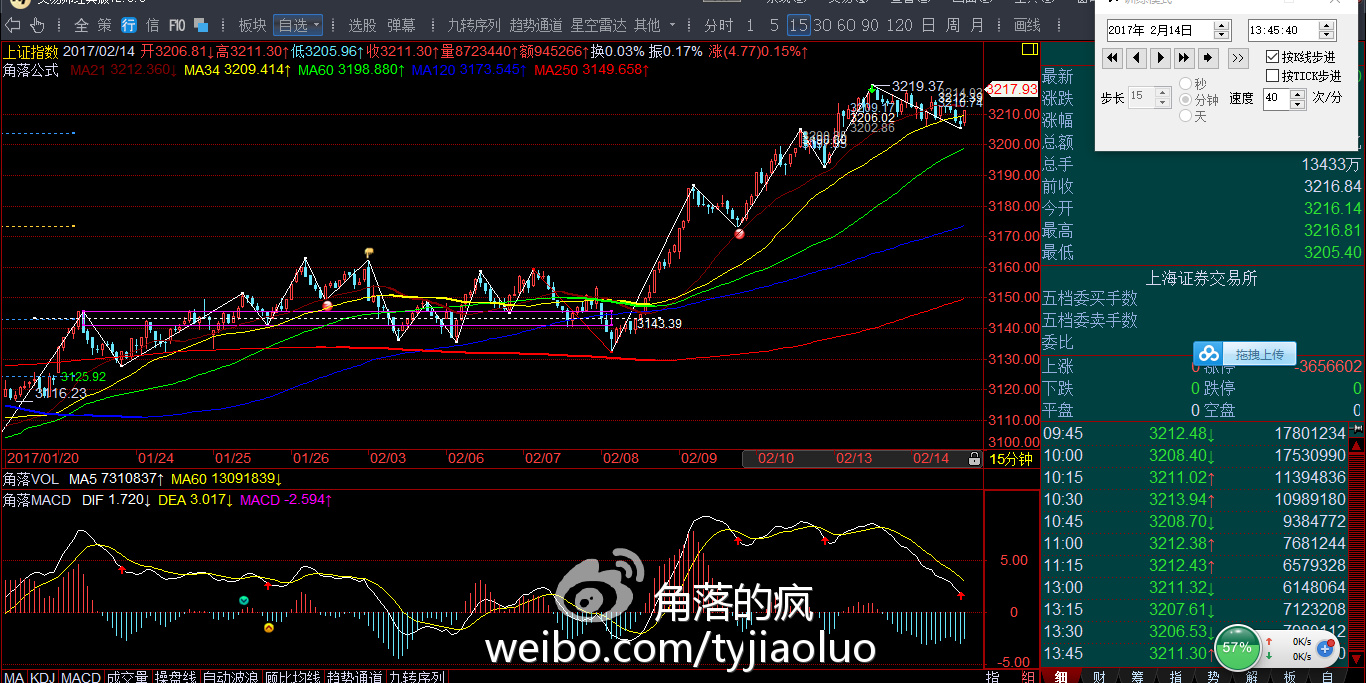 全 策 行 信 F10 板块 自选 选股 弹幕 九转序列 趋势通道 星空雷达 其他 分时 1 5 15 30 60 90 120 日 周 月 画线
2017年 2月14日 13:45:40
按K线步进
按TICK步进
步长 15 秒 分钟 天 速度 40 次/分
上证指数 2017/02/14 开3206.81↓高3211.30↑低3205.96↑收3211.30↑量8723440↑额945266↑换0.03% 振0.17% 涨(4.77)0.15%↑
角落公式 MA21 3212.360↓ MA34 3209.414↑ MA60 3198.880↑ MA120 3173.545↑ MA250 3149.658↑
3219.37
3209.17
3206.02
3202.86
3143.39
3125.92
3116.23
3217.93
3210.00
3200.00
3190.00
3180.00
3170.00
3160.00
3150.00
3140.00
3130.00
3120.00
3110.00
3100.00
2017/01/20 01/24 01/25 01/26 02/03 02/06 02/07 02/08 02/09 02/10 02/13 02/14 15分钟
角落VOL MA5 7310837↑ MA60 13091839↓
角落MACD DIF 1.720↓ DEA 3.017↓ MACD -2.594↑
5.00
0
-5.00
角落的疯
weibo.com/tyjiaoluo
MA KDJ MACD 成交量 操盘线 自动波浪 顾比均线 趋势通道 九转序列
最新
涨跌
涨幅
总额
总手 13433万
前收 3216.84
今开 3216.14
最高 3216.81
最低 3205.40
上海证券交易所
五档委买手数
五档委卖手数
委比
拖拽上传
上涨 0 涨停 -3656602
下跌 0 跌停 0
平盘 0 空盘 0
09:45 3212.48↓ 17801234
10:00 3208.40↓ 17530990
10:15 3211.02↑ 11394836
10:30 3213.94↑ 10989180
10:45 3208.70↓ 9384772
11:00 3212.38↑ 7681244
11:15 3212.43↑ 6579328
13:00 3211.32↓ 6148064
13:15 3207.61↓ 7123208
13:30 3206.53↓
13:45 3211.30↑
57% 0K/s
0K/s
指 组 细 财 筹 指 势 解 板 自